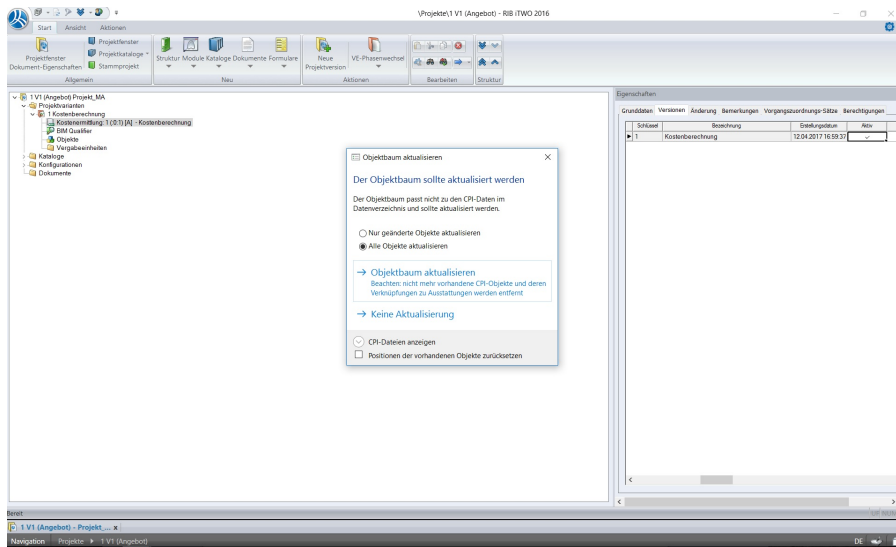 \Projekte\1 V1 (Angebot) - RIB iTWO 2016
Start Ansicht Aktionen
Projektfenster
Dokument-Eigenschaften
Projektfenster
Projektkataloge
Stammprojekt
Struktur Module Kataloge Dokumente Formulare
Neue
Projektversion
VE-Phasenwechsel
Allgemein Neu Aktionen Bearbeiten Struktur
1 V1 (Angebot) Projekt_MA
Projektvarianten
1 Kostenberechnung
Kostenermittlung: 1 (:0:1) [A] - Kostenberechnung
BIM Qualifier
Objekte
Vergabeeinheiten
Kataloge
Konfigurationen
Dokumente
Objektbaum aktualisieren
Der Objektbaum sollte aktualisiert werden
Der Objektbaum passt nicht zu den CPI-Daten im
Datenverzeichnis und sollte aktualisiert werden.
Nur geänderte Objekte aktualisieren
Alle Objekte aktualisieren
Objektbaum aktualisieren
Beachten: nicht mehr vorhandene CPI-Objekte und deren
Verknüpfungen zu Ausstattungen werden entfernt
Keine Aktualisierung
CPI-Dateien anzeigen
Positionen der vorhandenen Objekte zurücksetzen
Eigenschaften
Grunddaten Versionen Änderung Bemerkungen Vorgangszuordnungs-Sätze Berechtigungen
Schlüssel Bezeichnung Erstellungsdatum Aktiv
1 Kostenberechnung 12.04.2017 16:59:37
Bereit
1 V1 (Angebot) - Projekt_... x
Navigation Projekte 1 V1 (Angebot) DE